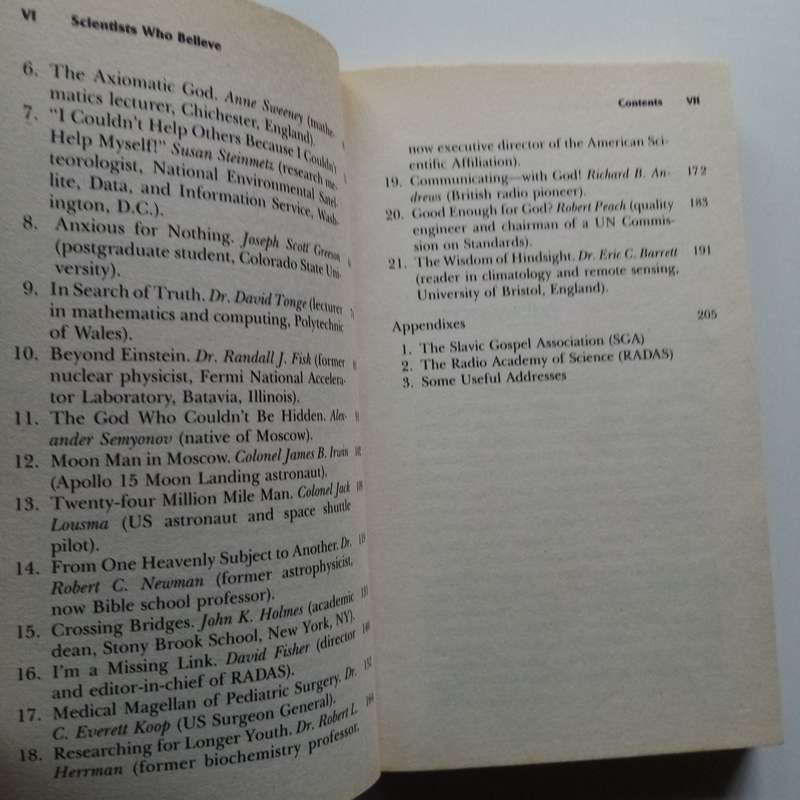 VI Scientists Who Believe
6. The Axiomatic God. Anne Sweeney (mathe-
matics lecturer, Chichester, England).
7. "I Couldn't Help Others Because I Couldn't
Help Myself!" Susan Steinmetz (research me-
teorologist, National Environmental Satel-
lite, Data, and Information Service, Wash-
ington, D.C.).
8. Anxious for Nothing. Joseph Scott Greeson
(postgraduate student, Colorado State Uni-
versity).
9. In Search of Truth. Dr. David Tonge (lecturer
in mathematics and computing, Polytechnic
of Wales).
10. Beyond Einstein. Dr. Randall J. Fisk (former
nuclear physicist, Fermi National Accelera-
tor Laboratory, Batavia, Illinois).
11. The God Who Couldn't Be Hidden. Alex-
ander Semyonov (native of Moscow).
12. Moon Man in Moscow. Colonel James B. Irwin
(Apollo 15 Moon Landing astronaut).
13. Twenty-four Million Mile Man. Colonel Jack
Lousma (US astronaut and space shuttle
pilot).
14. From One Heavenly Subject to Another. Dr.
Robert C. Newman (former astrophysicist,
now Bible school professor).
15. Crossing Bridges. John K. Holmes (academic
dean, Stony Brook School, New York, NY).
16. I'm a Missing Link. David Fisher (director
and editor-in-chief of RADAS).
17. Medical Magellan of Pediatric Surgery. Dr. 152
C. Everett Koop (US Surgeon General).
18. Researching for Longer Youth. Dr. Robert L. 164
Herrman (former biochemistry professor,
Contents VII
now executive director of the American Sci-
entific Affiliation).
19. Communicating—with God! Richard B. An- 172
drews (British radio pioneer).
20. Good Enough for God? Robert Peach (quality 183
engineer and chairman of a UN Commis-
sion on Standards).
21. The Wisdom of Hindsight. Dr. Eric C. Barrett 191
(reader in climatology and remote sensing,
University of Bristol, England).
Appendixes 205
1. The Slavic Gospel Association (SGA)
2. The Radio Academy of Science (RADAS)
3. Some Useful Addresses